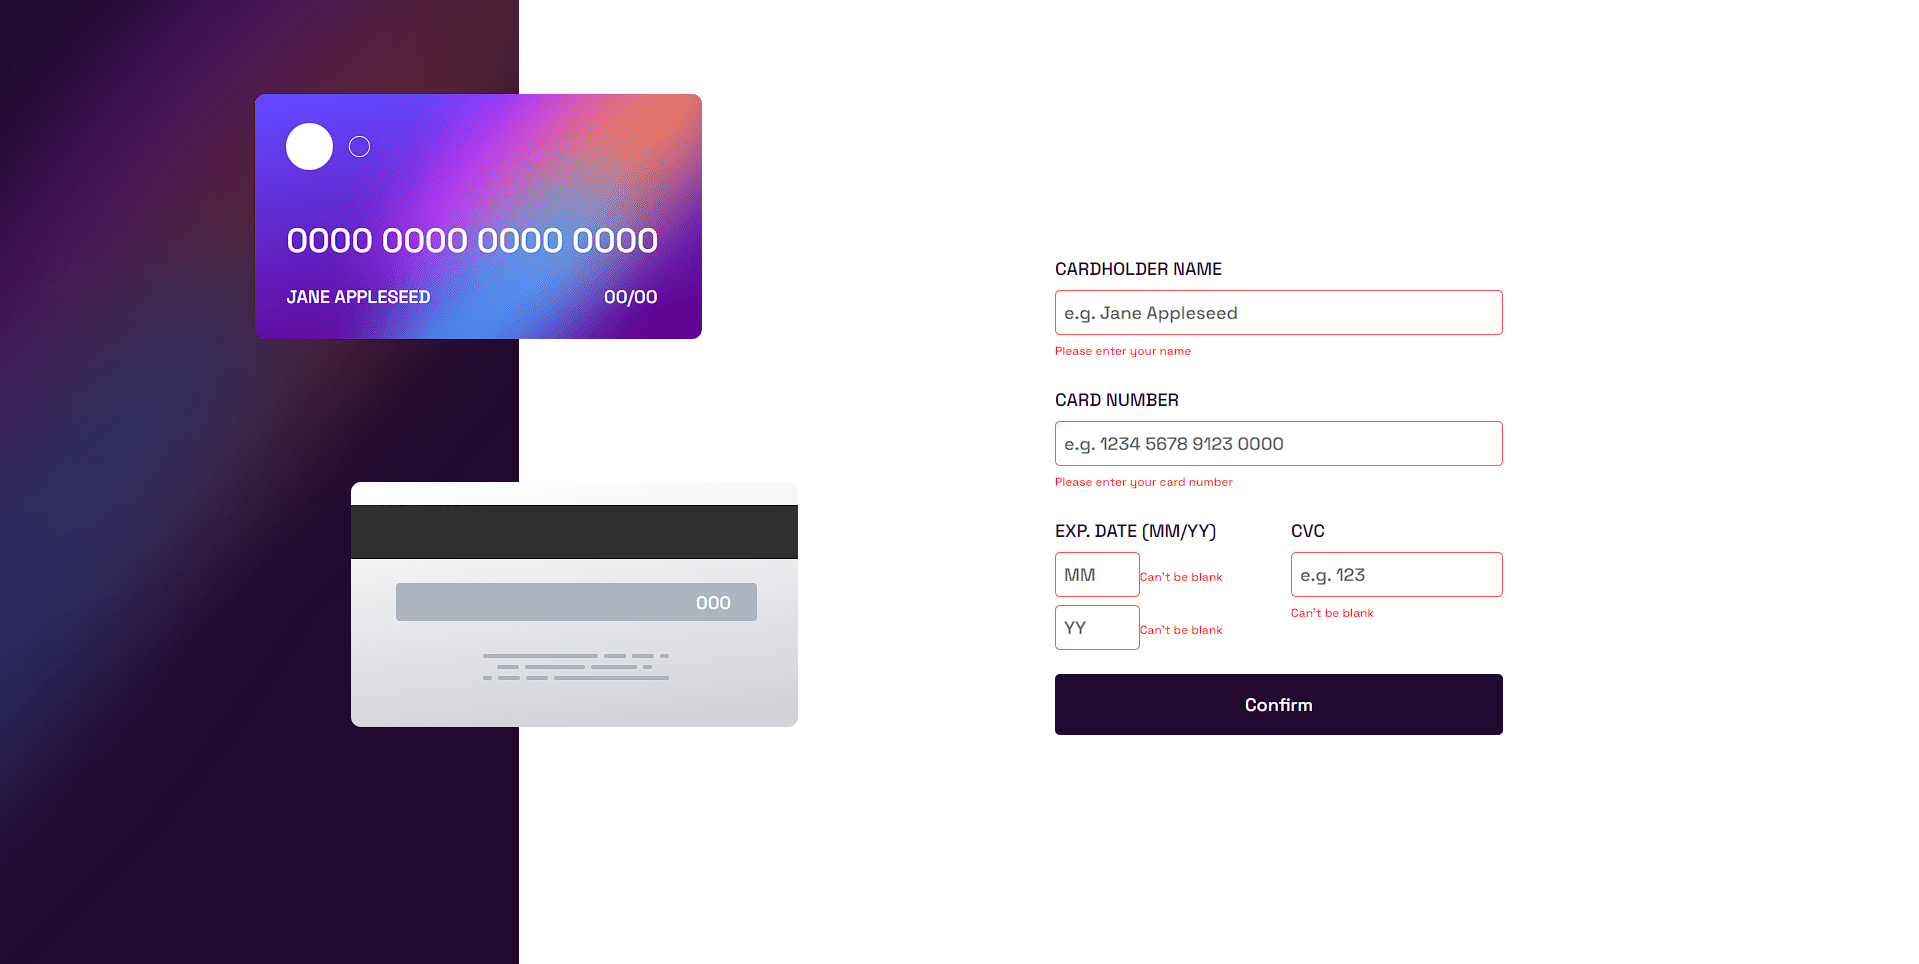 0000 0000 0000 0000
JANE APPLESEED 00/00
000
CARDHOLDER NAME
e.g. Jane Appleseed
Please enter your name
CARD NUMBER
e.g. 1234 5678 9123 0000
Please enter your card number
EXP. DATE (MM/YY)
MM
Can't be blank
YY
Can't be blank
CVC
e.g. 123
Can't be blank
Confirm